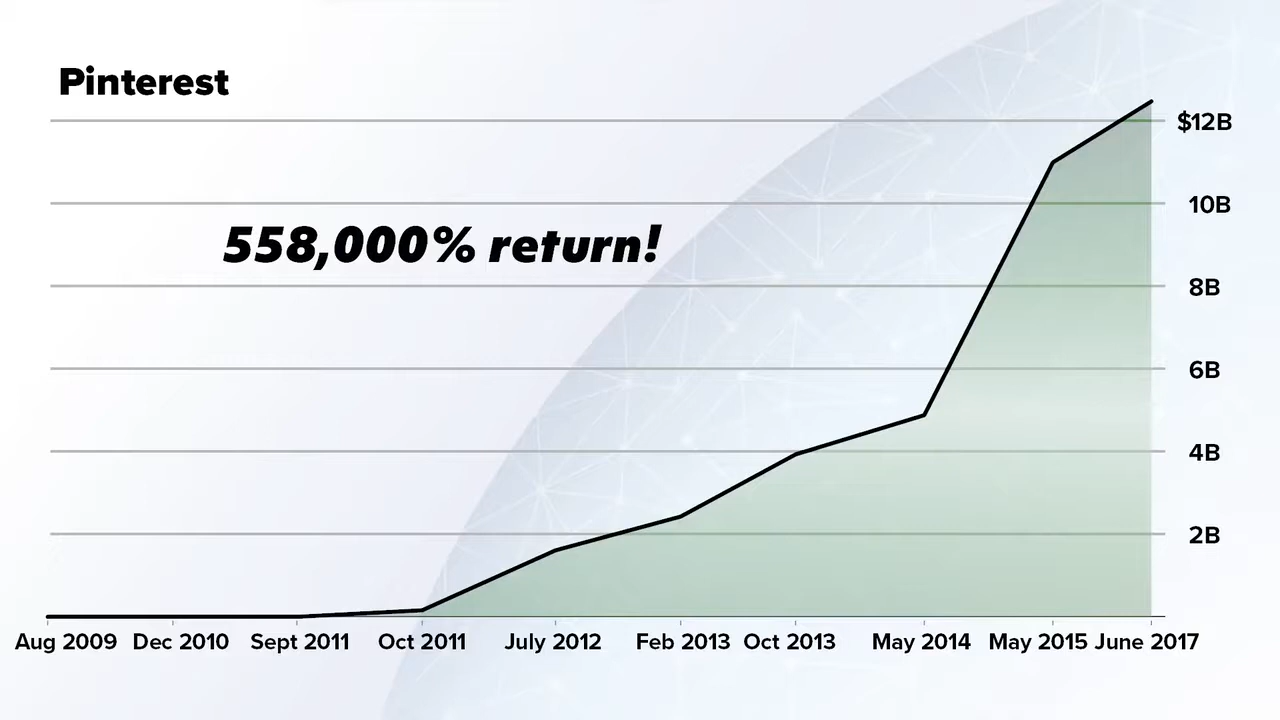 Pinterest
$12B
10B
558,000% return!
8B
6B
4B
2B
Aug 2009 Dec 2010 Sept 2011 Oct 2011 July 2012 Feb 2013 Oct 2013 May 2014 May 2015 June 2017